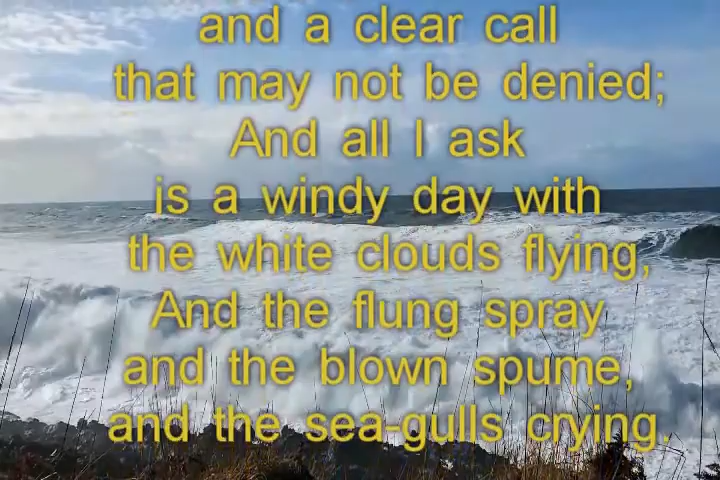 and a clear call
that may not be denied;
And all I ask
is a windy day with
the white clouds flying,
And the flung spray
and the blown spume,
and the sea-gulls crying.